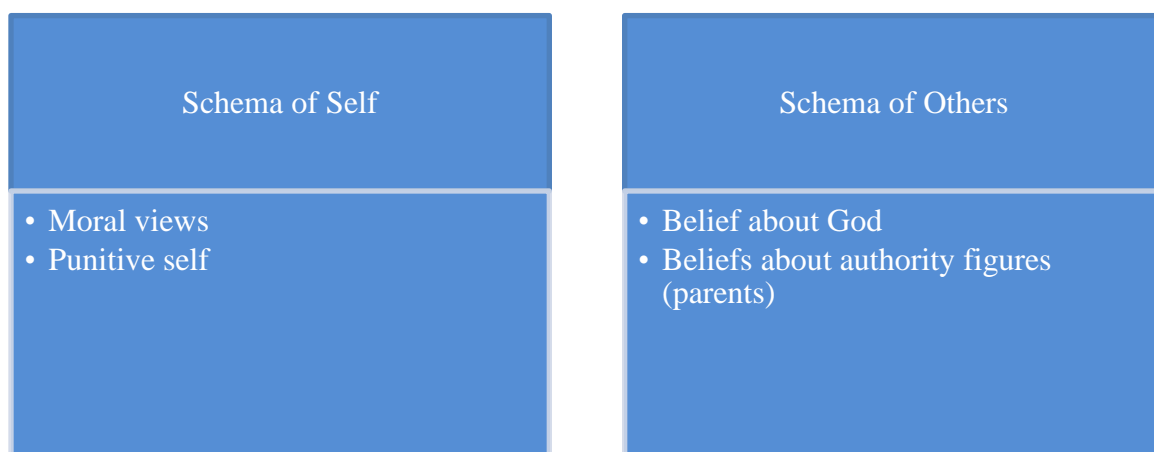 Schema of Self
• Moral views
• Punitive self
Schema of Others
• Belief about God
• Beliefs about authority figures
(parents)